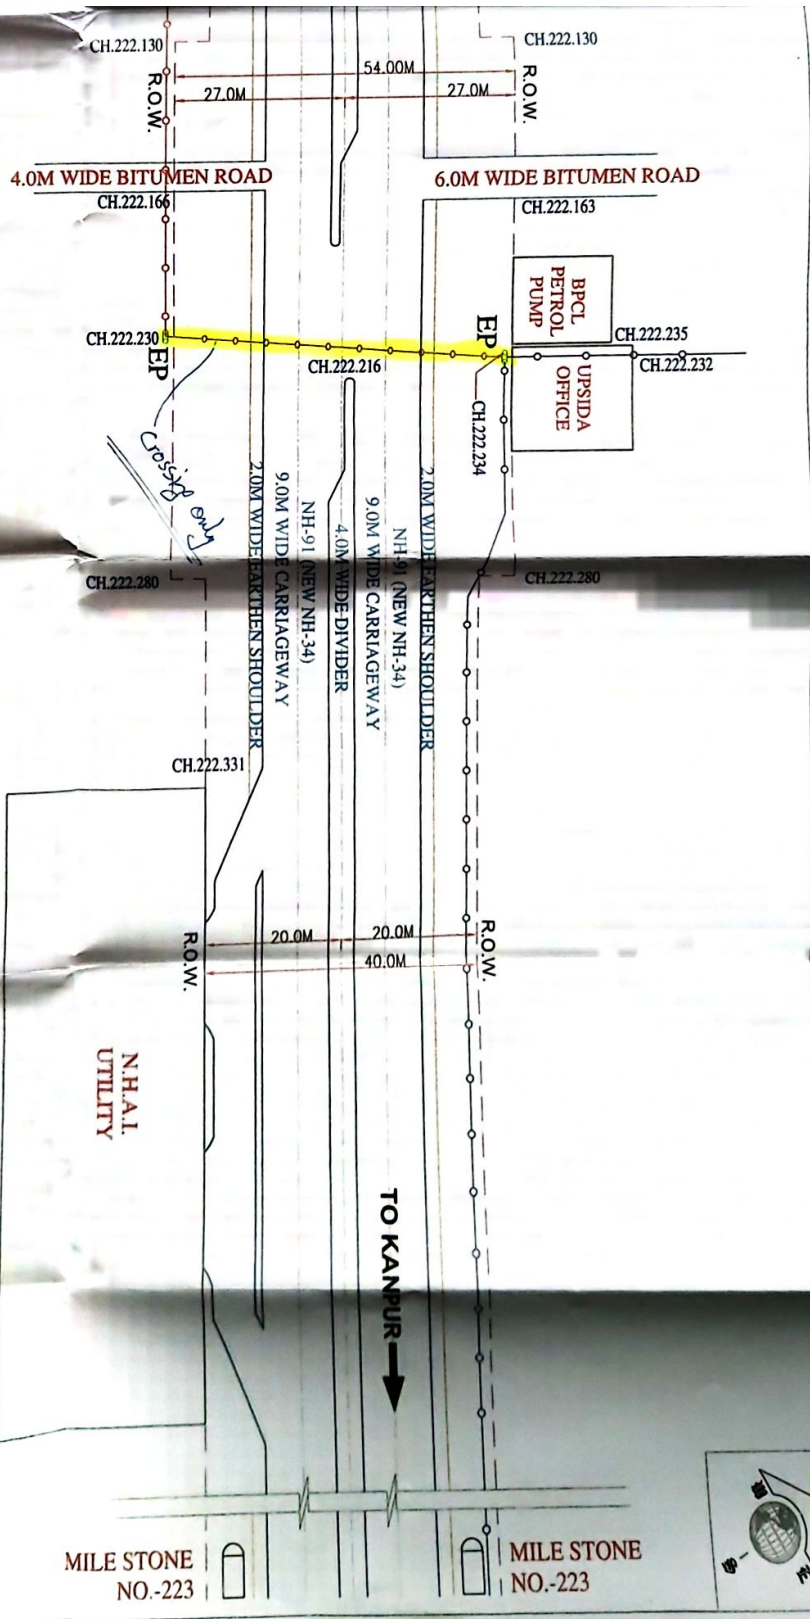 CH.222.130
CH.222.130
54.00M
27.0M
27.0M
R.O.W.
R.O.W.
4.0M WIDE BITUMEN ROAD
6.0M WIDE BITUMEN ROAD
CH.222.166
CH.222.163
BPCL
PETROL
PUMP
EP
CH.222.235
CH.222.230
EP
CH.222.216
CH.222.232
UPSIDA
OFFICE
CH.222.234
Crossing only
2.0M WIDE EARTHEN SHOULDER
NH-91 (NEW NH-34)
9.0M WIDE CARRIAGEWAY
4.0M WIDE DIVIDER
NH-91 (NEW NH-34)
9.0M WIDE CARRIAGEWAY
2.0M WIDE EARTHEN SHOULDER
CH.222.280
CH.222.280
CH.222.331
20.0M
20.0M
40.0M
R.O.W.
R.O.W.
N.H.A.I.
UTILITY
TO KANPUR
MILE STONE
NO.-223
MILE STONE
NO.-223